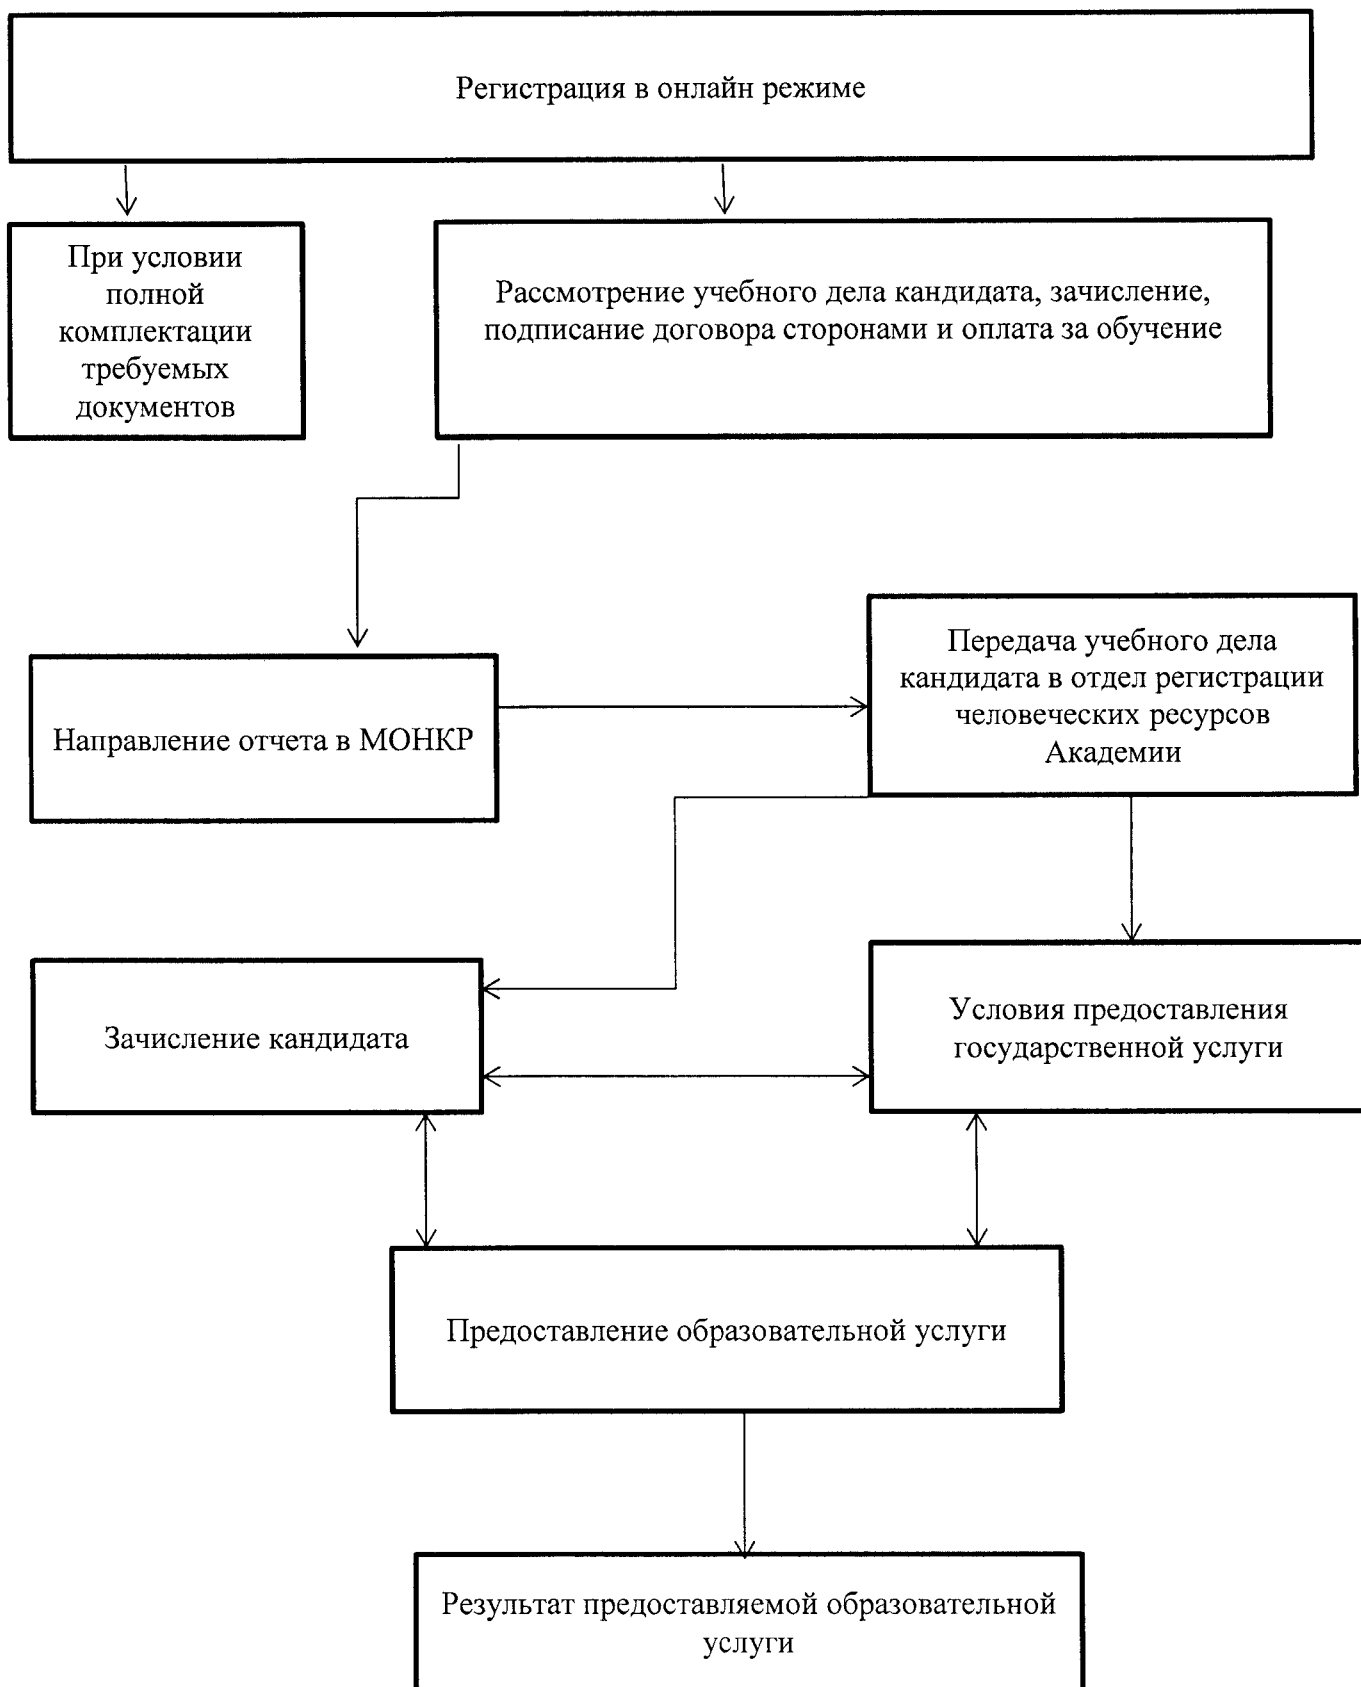 Регистрация в онлайн режиме
При условии
полной
комплектации
требуемых
документов
Рассмотрение учебного дела кандидата, зачисление,
подписание договора сторонами и оплата за обучение
Передача учебного дела
кандидата в отдел регистрации
человеческих ресурсов
Академии
Направление отчета в МОНКР
Условия предоставления
государственной услуги
Зачисление кандидата
Предоставление образовательной услуги
Результат предоставляемой образовательной
услуги